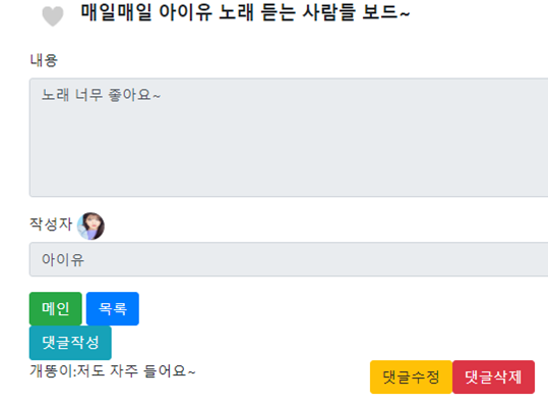 매일매일 아이유 노래 듣는 사람들 보드~
내용
노래 너무 좋아요~
작성자
아이유
메인 목록
댓글작성
개똥이:저도 자주 들어요~ 댓글수정 댓글삭제